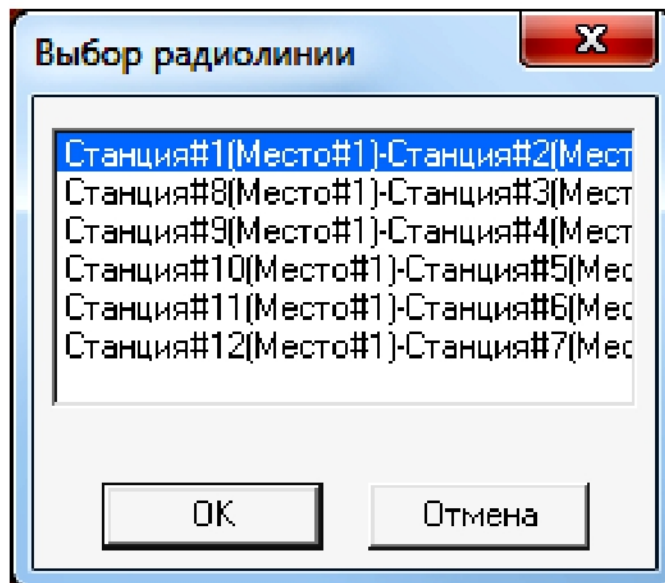 Выбор радиолинии
Станция#1(Место#1)-Станция#2(Мест
Станция#8(Место#1)-Станция#3(Мест
Станция#9(Место#1)-Станция#4(Мест
Станция#10(Место#1)-Станция#5(Мес
Станция#11(Место#1)-Станция#6(Мес
Станция#12(Место#1)-Станция#7(Мес
OK
Отмена